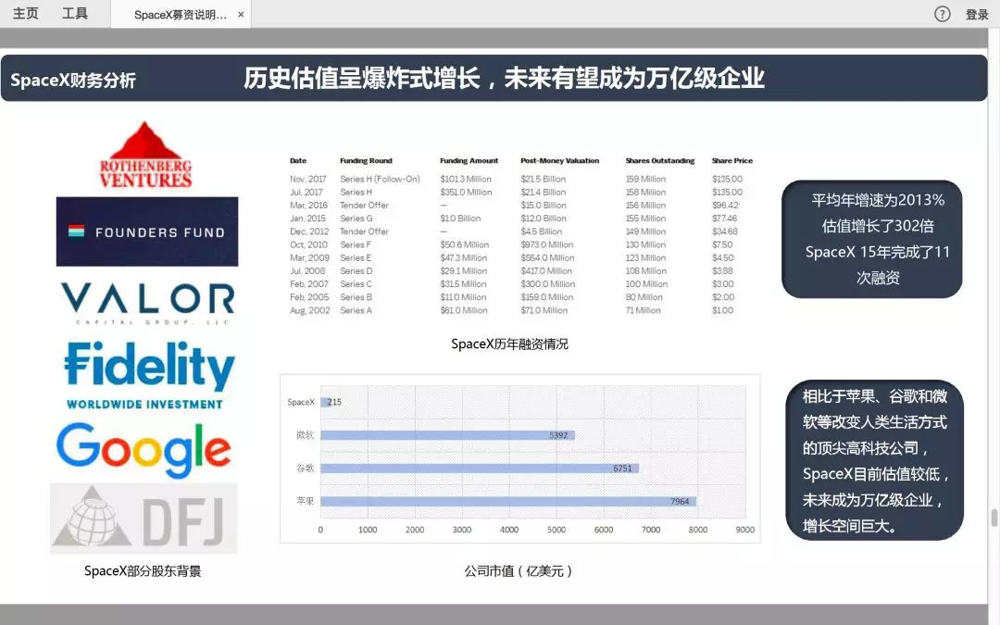 主页 工具 SpaceX募资说明... × ? 登录
SpaceX财务分析 历史估值呈爆炸式增长，未来有望成为万亿级企业
ROTHENBERG
VENTURES
FOUNDERS FUND
VALOR
CAPITAL GROUP, LLC
Fidelity
WORLDWIDE INVESTMENT
Google
DFJ
SpaceX部分股东背景
Date Funding Round Funding Amount Post-Money Valuation Shares Outstanding Share Price
Nov, 2017 Series H (Follow-On) $101.3 Million $21.5 Billion 159 Million $135.00
Jul, 2017 Series H $351.0 Million $21.4 Billion 158 Million $135.00
Mar, 2016 Tender Offer — $15.0 Billion 156 Million $96.42
Jan, 2015 Series G $1.0 Billion $12.0 Billion 155 Million $77.46
Dec, 2012 Tender Offer — $4.5 Billion 149 Million $34.68
Oct, 2010 Series F $50.6 Million $973.0 Million 130 Million $7.50
Mar, 2009 Series E $47.3 Million $554.0 Million 123 Million $4.50
Jul, 2008 Series D $29.1 Million $417.0 Million 108 Million $3.88
Feb, 2007 Series C $31.5 Million $300.0 Million 100 Million $3.00
Feb, 2005 Series B $11.0 Million $159.0 Million 80 Million $2.00
Aug, 2002 Series A $61.0 Million $71.0 Million 71 Million $1.00
SpaceX历年融资情况
平均年增速为2013%
估值增长了302倍
SpaceX 15年完成了11
次融资
SpaceX 215
微软 5392
谷歌 6751
苹果 7964
0 1000 2000 3000 4000 5000 6000 7000 8000 9000
公司市值（亿美元）
相比于苹果、谷歌和微
软等改变人类生活方式
的顶尖高科技公司，
SpaceX目前估值较低，
未来成为万亿级企业，
增长空间巨大。